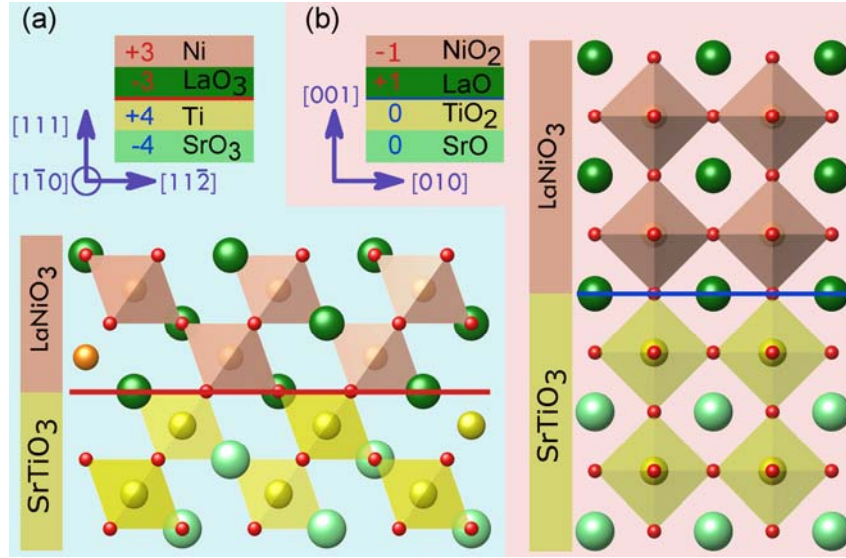 (a)
+3 Ni
-3 LaO3
+4 Ti
-4 SrO3
[111]
[11̄0]
[112̄]
LaNiO3
SrTiO3
(b)
-1 NiO2
+1 LaO
0 TiO2
0 SrO
[001]
[010]
LaNiO3
SrTiO3